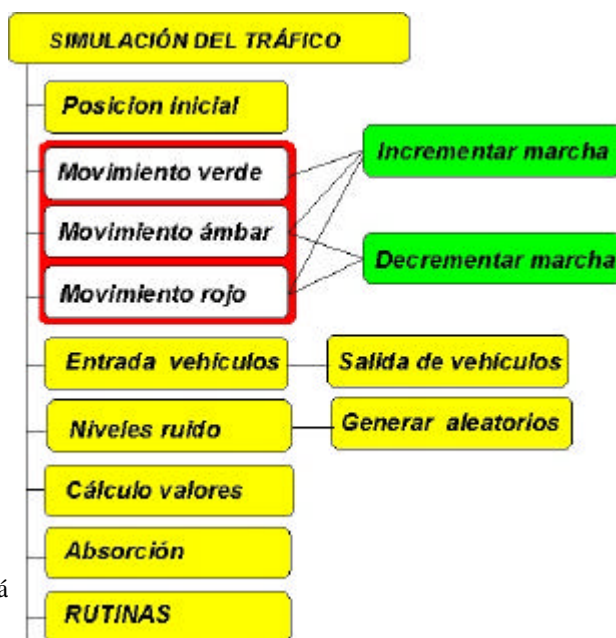 SIMULACIÓN DEL TRÁFICO
Posicion inicial
Movimiento verde
Incrementar marcha
Movimiento ámbar
Decrementar marcha
Movimiento rojo
Entrada vehículos
Salida de vehículos
Niveles ruido
Generar aleatorios
Cálculo valores
Absorción
á
RUTINAS